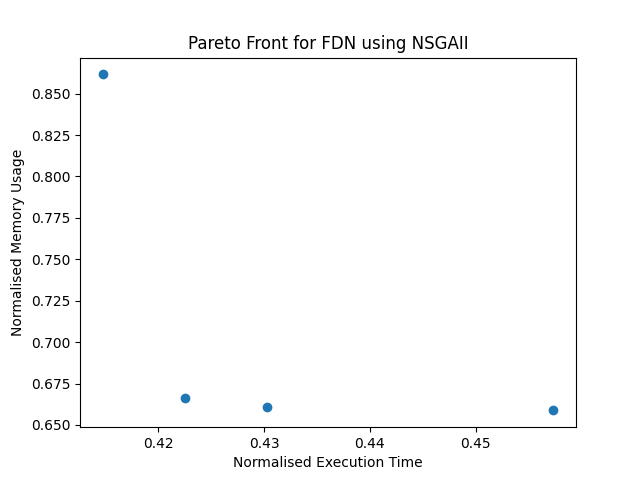 Pareto Front for FDN using NSGAII
Normalised Memory Usage
0.850
0.825
0.800
0.775
0.750
0.725
0.700
0.675
0.650
0.42 0.43 0.44 0.45
Normalised Execution Time